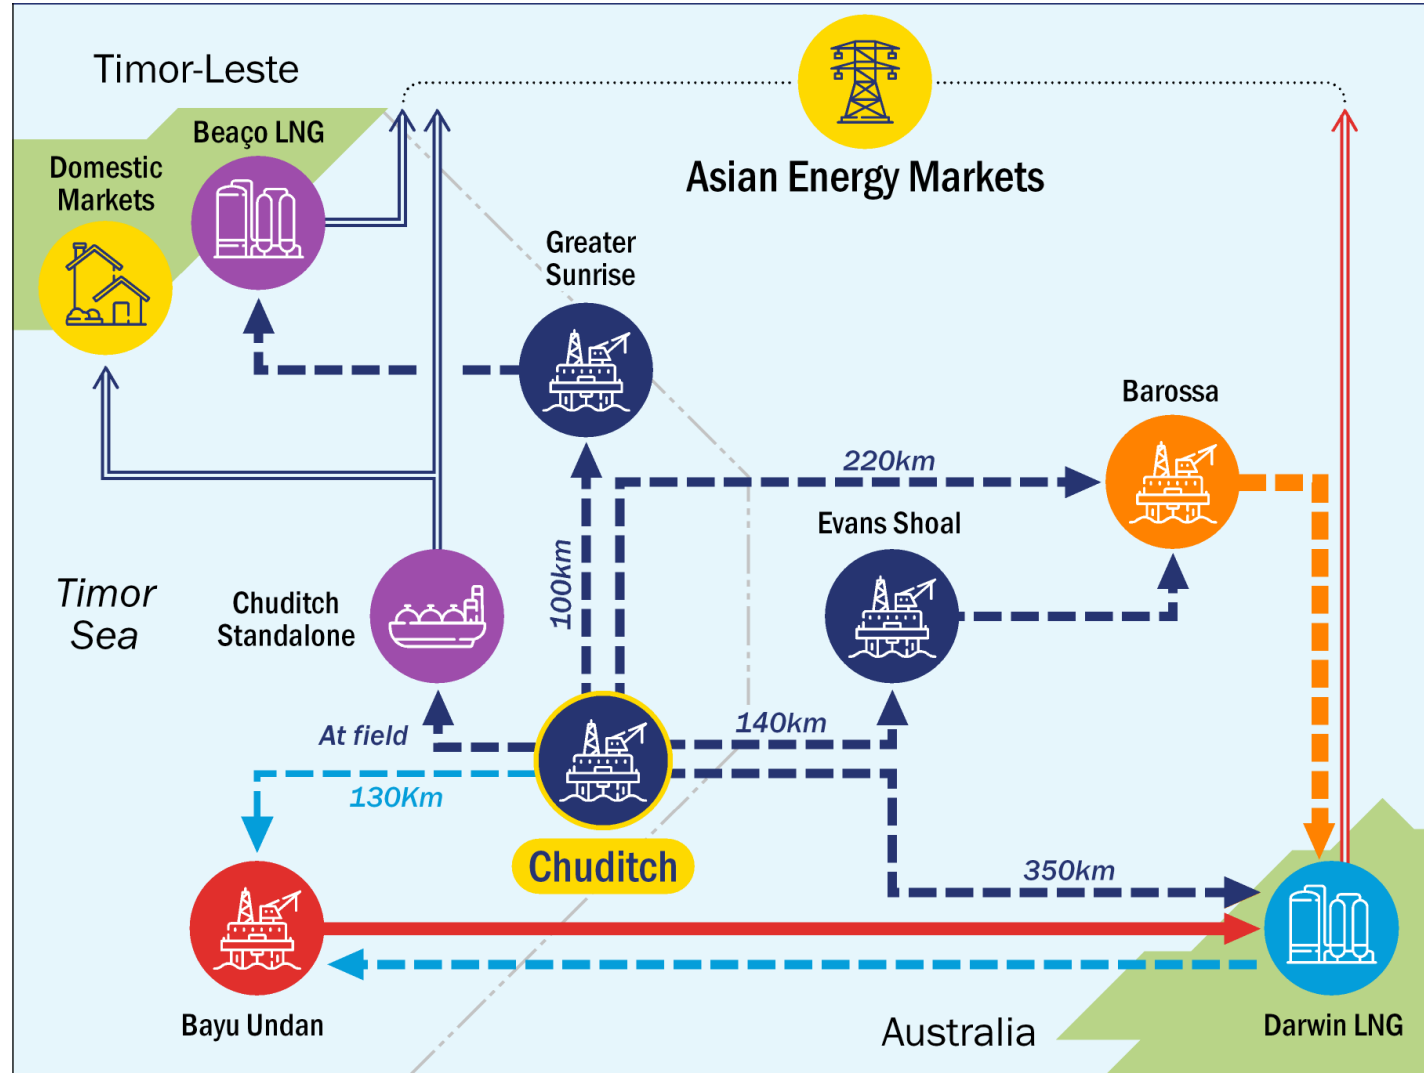 Timor-Leste
Beaço LNG
Domestic
Markets
Asian Energy Markets
Greater
Sunrise
Barossa
220km
Evans Shoal
100km
Timor
Sea
Chuditch
Standalone
At field
140km
130Km
Chuditch
350km
Bayu Undan
Australia
Darwin LNG